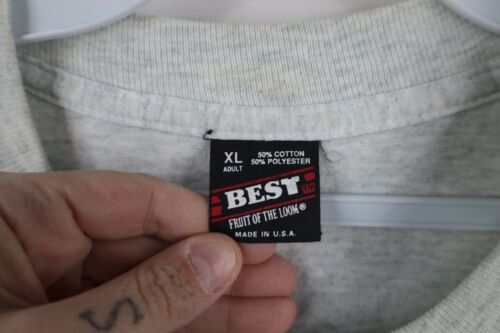 XL
ADULT
50% COTTON
50% POLYESTER
BEST
FRUIT OF THE LOOM®
MADE IN U.S.A.